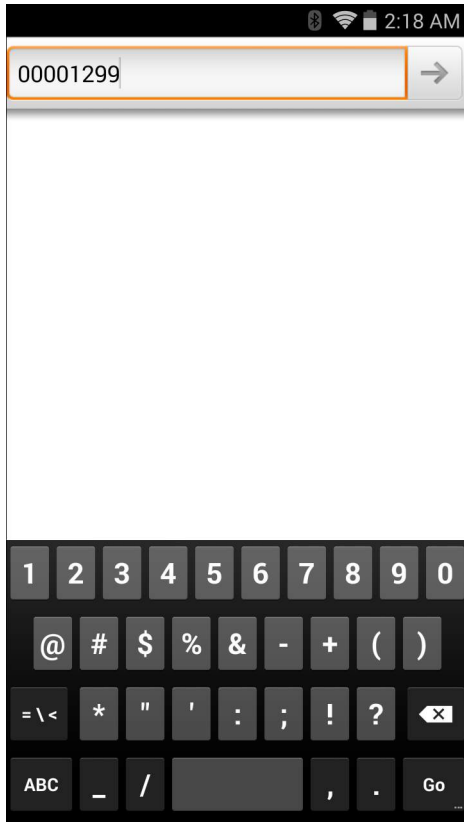 2:18 AM
00001299
1 2 3 4 5 6 7 8 9 0
@ # $ % & - + ( )
= \ < * " ' : ; ! ?
ABC _ / , . Go
...